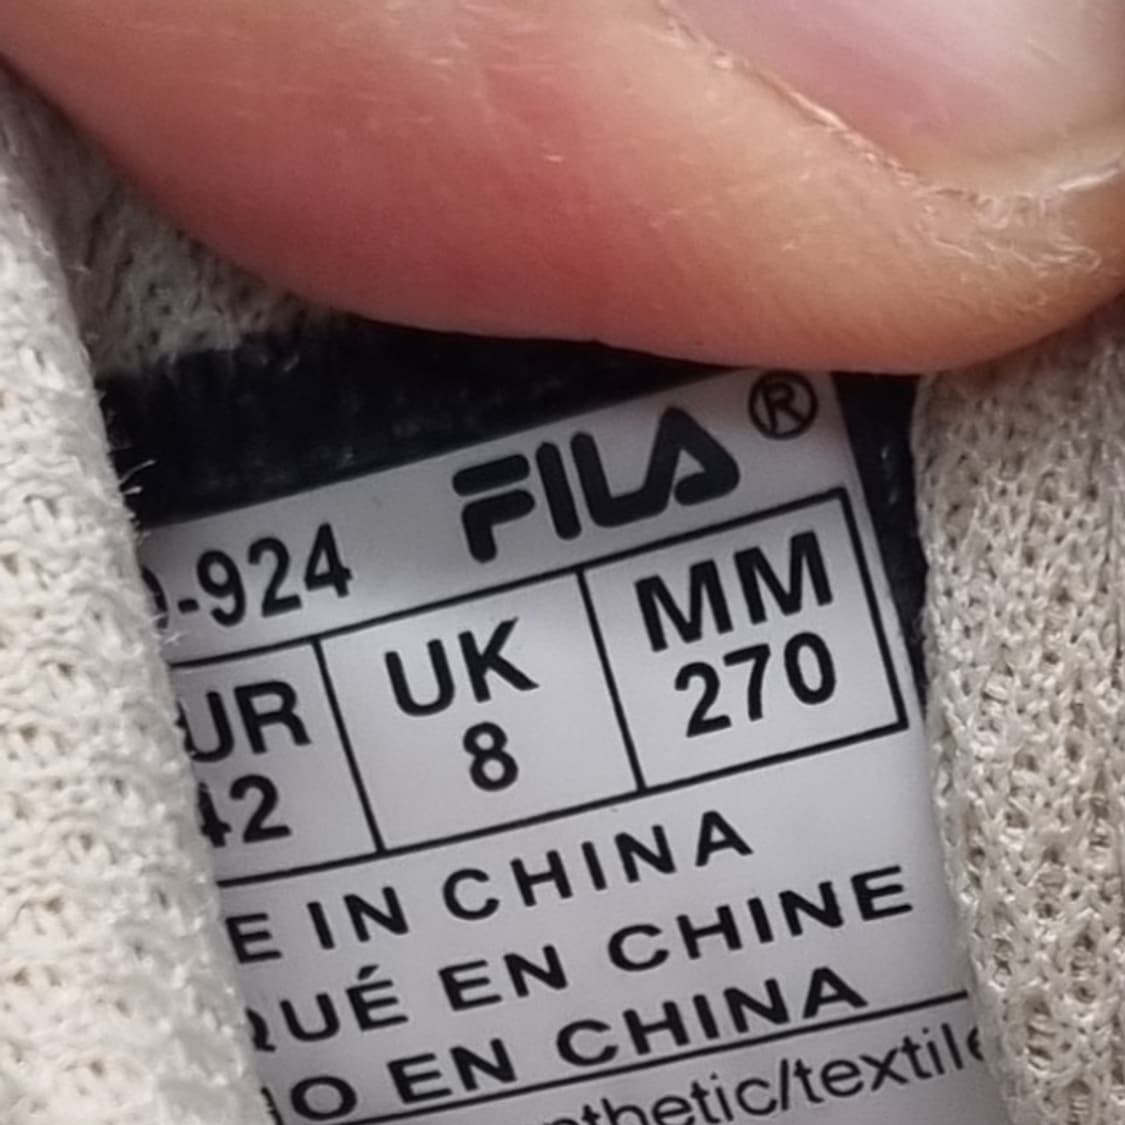 FILA®
-924
UR UK MM
42 8 270
E IN CHINA
QUÉ EN CHINE
O EN CHINA
thetic/textile